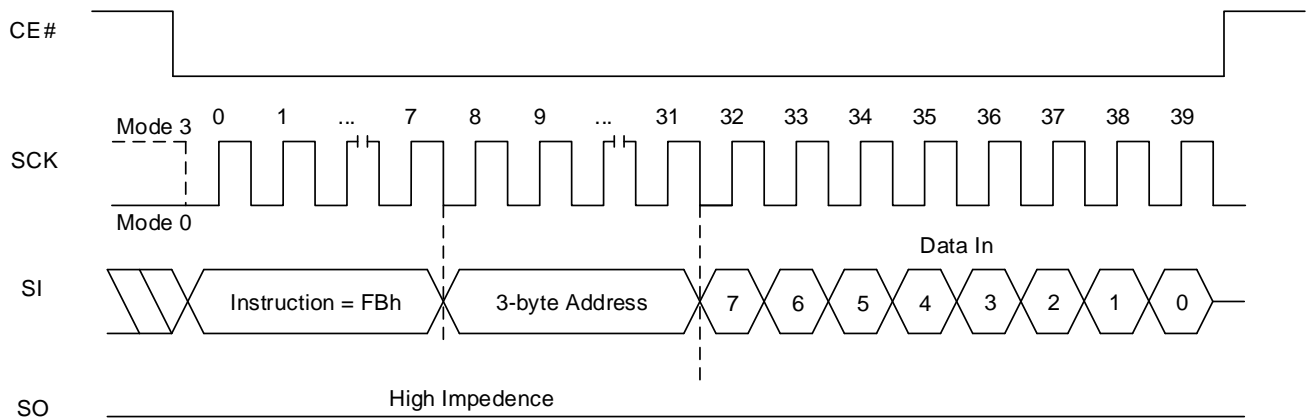 CE#
0 1 ... 7 8 9 ... 31 32 33 34 35 36 37 38 39
Mode 3
SCK
Mode 0
Data In
SI
Instruction = FBh 3-byte Address 7 6 5 4 3 2 1 0
High Impedence
SO